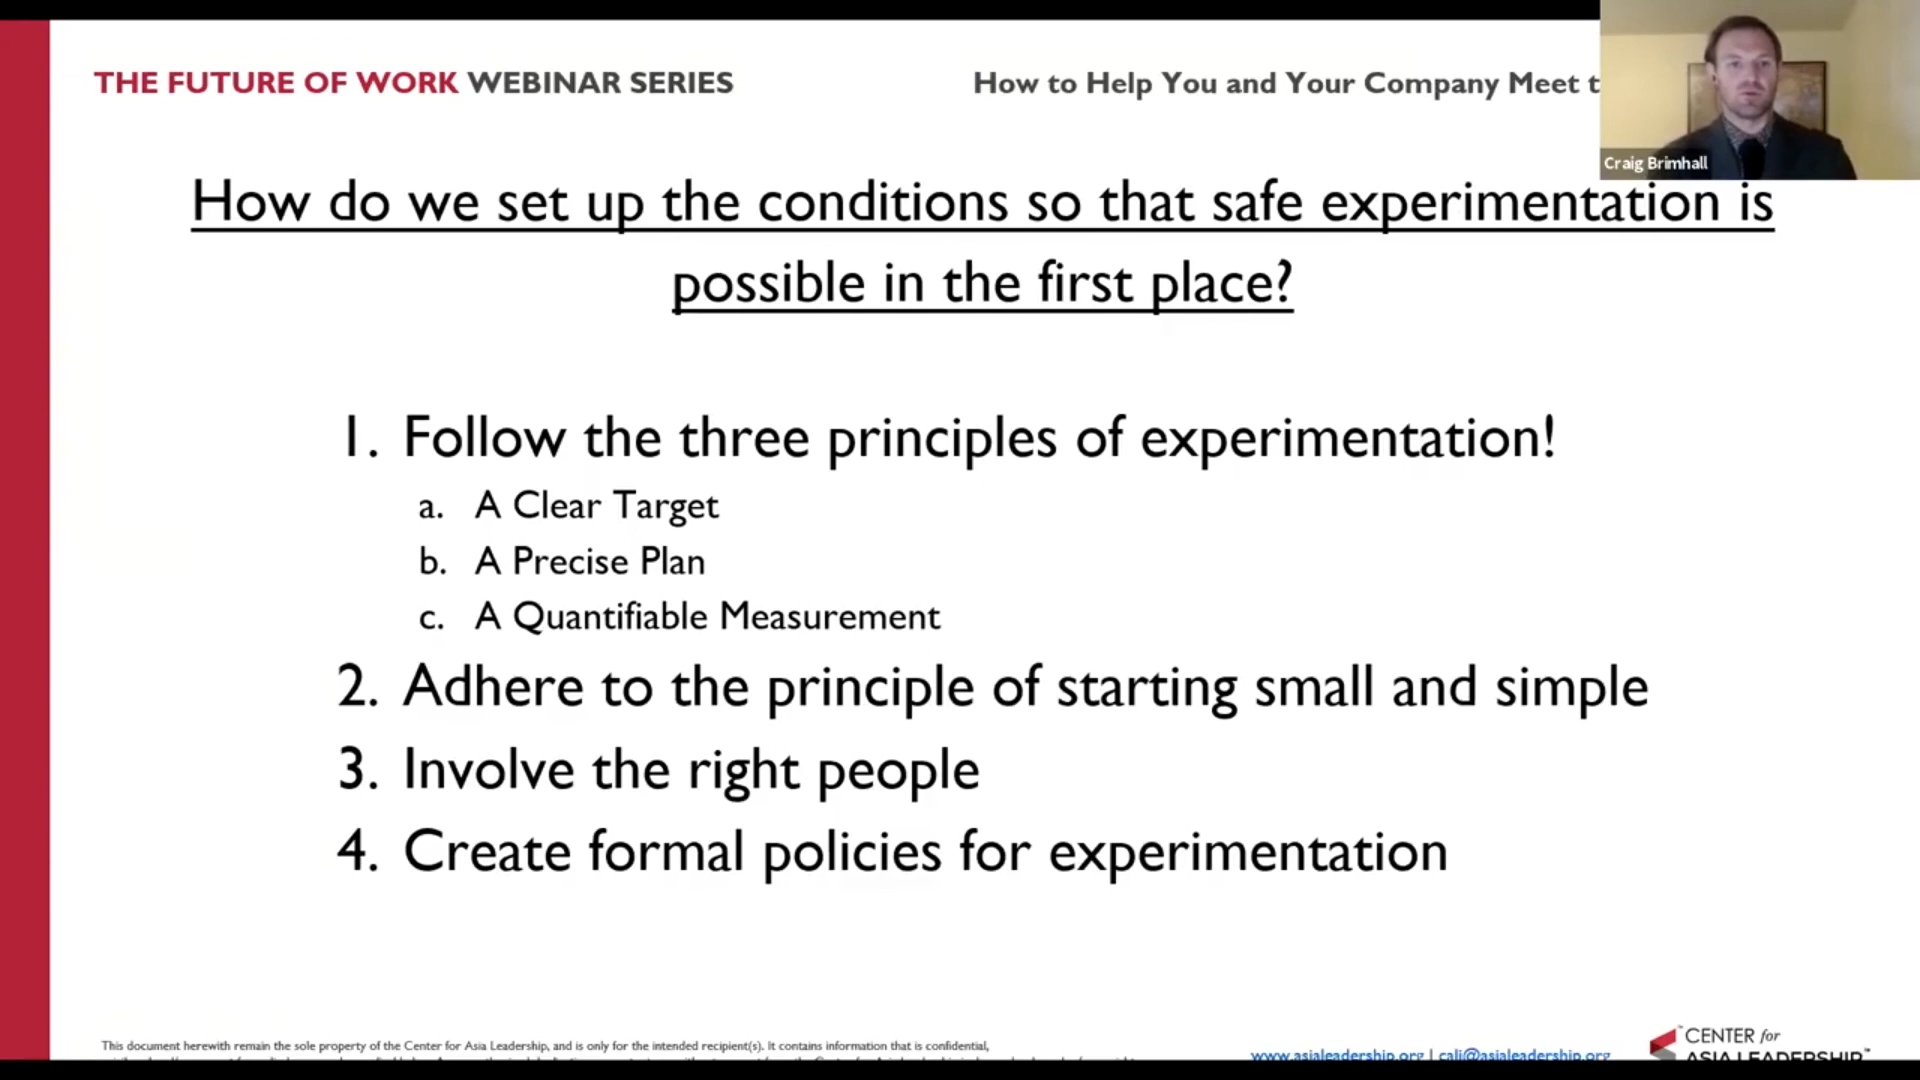 THE FUTURE OF WORK WEBINAR SERIES
How to Help You and Your Company Meet t
Craig Brimhall
How do we set up the conditions so that safe experimentation is
possible in the first place?
1. Follow the three principles of experimentation!
a. A Clear Target
b. A Precise Plan
c. A Quantifiable Measurement
2. Adhere to the principle of starting small and simple
3. Involve the right people
4. Create formal policies for experimentation
This document herewith remain the sole property of the Center for Asia Leadership, and is only for the intended recipient(s). It contains information that is confidential,
www.asialeadership.org | cali@asialeadership.org
CENTER for
ASIA LEADERSHIP™